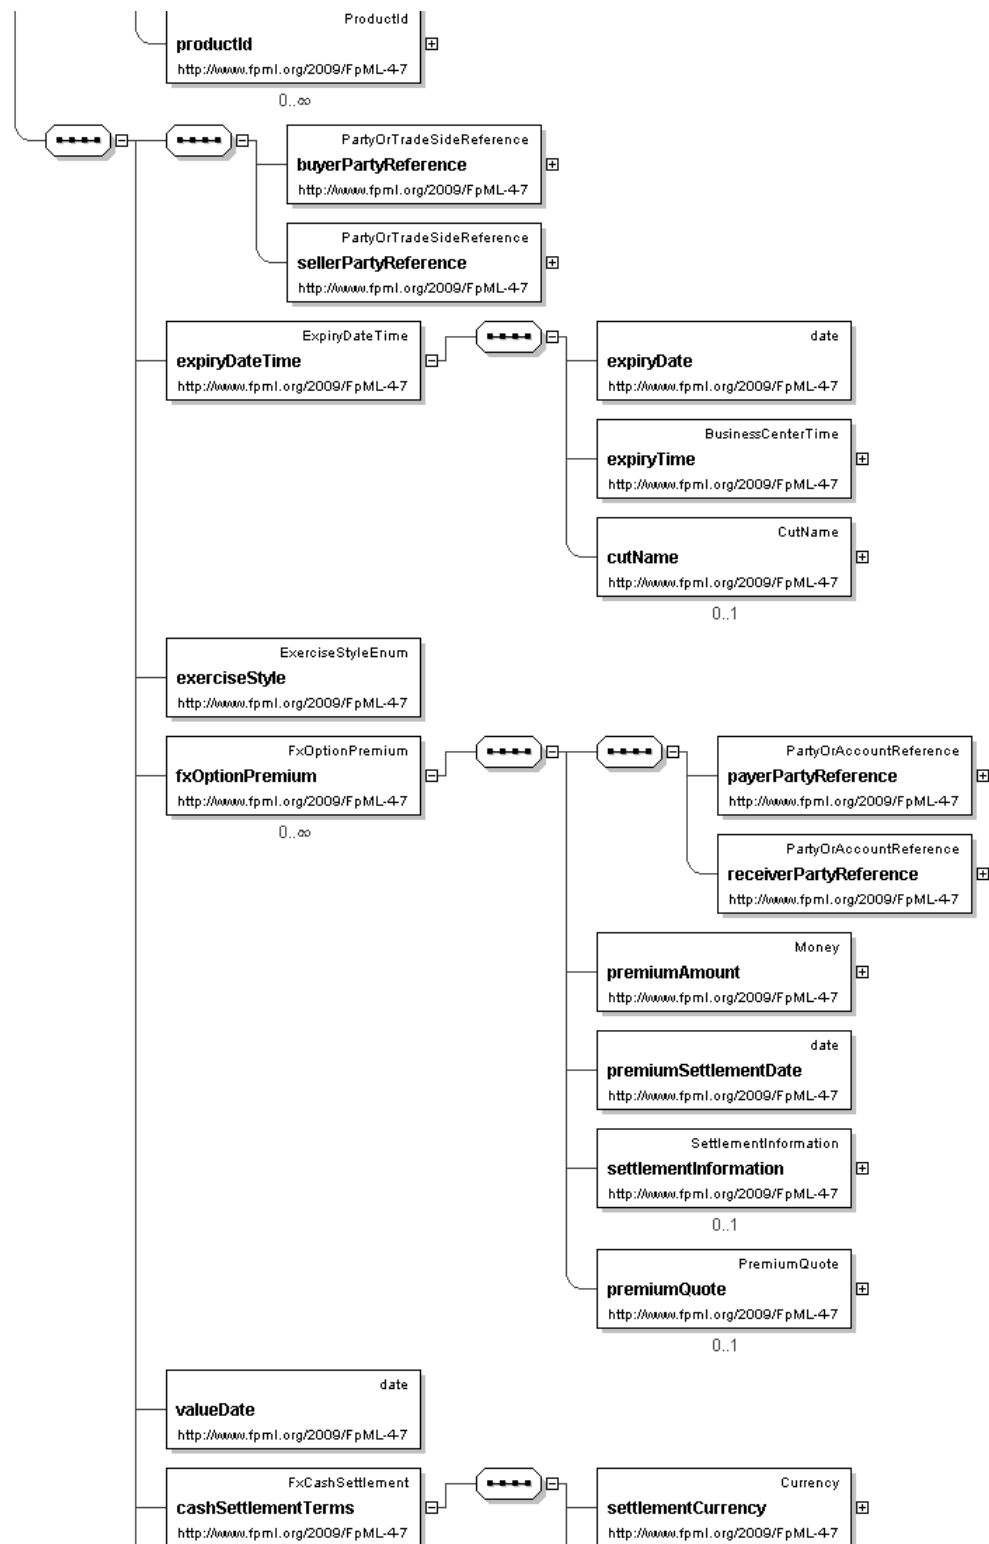 ProductId
productId
http://www.fpml.org/2009/FpML-4-7
0..∞
PartyOrTradeSideReference
buyerPartyReference
http://www.fpml.org/2009/FpML-4-7
PartyOrTradeSideReference
sellerPartyReference
http://www.fpml.org/2009/FpML-4-7
ExpiryDateTime
expiryDateTime
http://www.fpml.org/2009/FpML-4-7
date
expiryDate
http://www.fpml.org/2009/FpML-4-7
BusinessCenterTime
expiryTime
http://www.fpml.org/2009/FpML-4-7
CutName
cutName
http://www.fpml.org/2009/FpML-4-7
0..1
ExerciseStyleEnum
exerciseStyle
http://www.fpml.org/2009/FpML-4-7
FxOptionPremium
fxOptionPremium
http://www.fpml.org/2009/FpML-4-7
0..∞
PartyOrAccountReference
payerPartyReference
http://www.fpml.org/2009/FpML-4-7
PartyOrAccountReference
receiverPartyReference
http://www.fpml.org/2009/FpML-4-7
Money
premiumAmount
http://www.fpml.org/2009/FpML-4-7
date
premiumSettlementDate
http://www.fpml.org/2009/FpML-4-7
SettlementInformation
settlementInformation
http://www.fpml.org/2009/FpML-4-7
0..1
PremiumQuote
premiumQuote
http://www.fpml.org/2009/FpML-4-7
0..1
date
valueDate
http://www.fpml.org/2009/FpML-4-7
FxCashSettlement
cashSettlementTerms
http://www.fpml.org/2009/FpML-4-7
Currency
settlementCurrency
http://www.fpml.org/2009/FpML-4-7